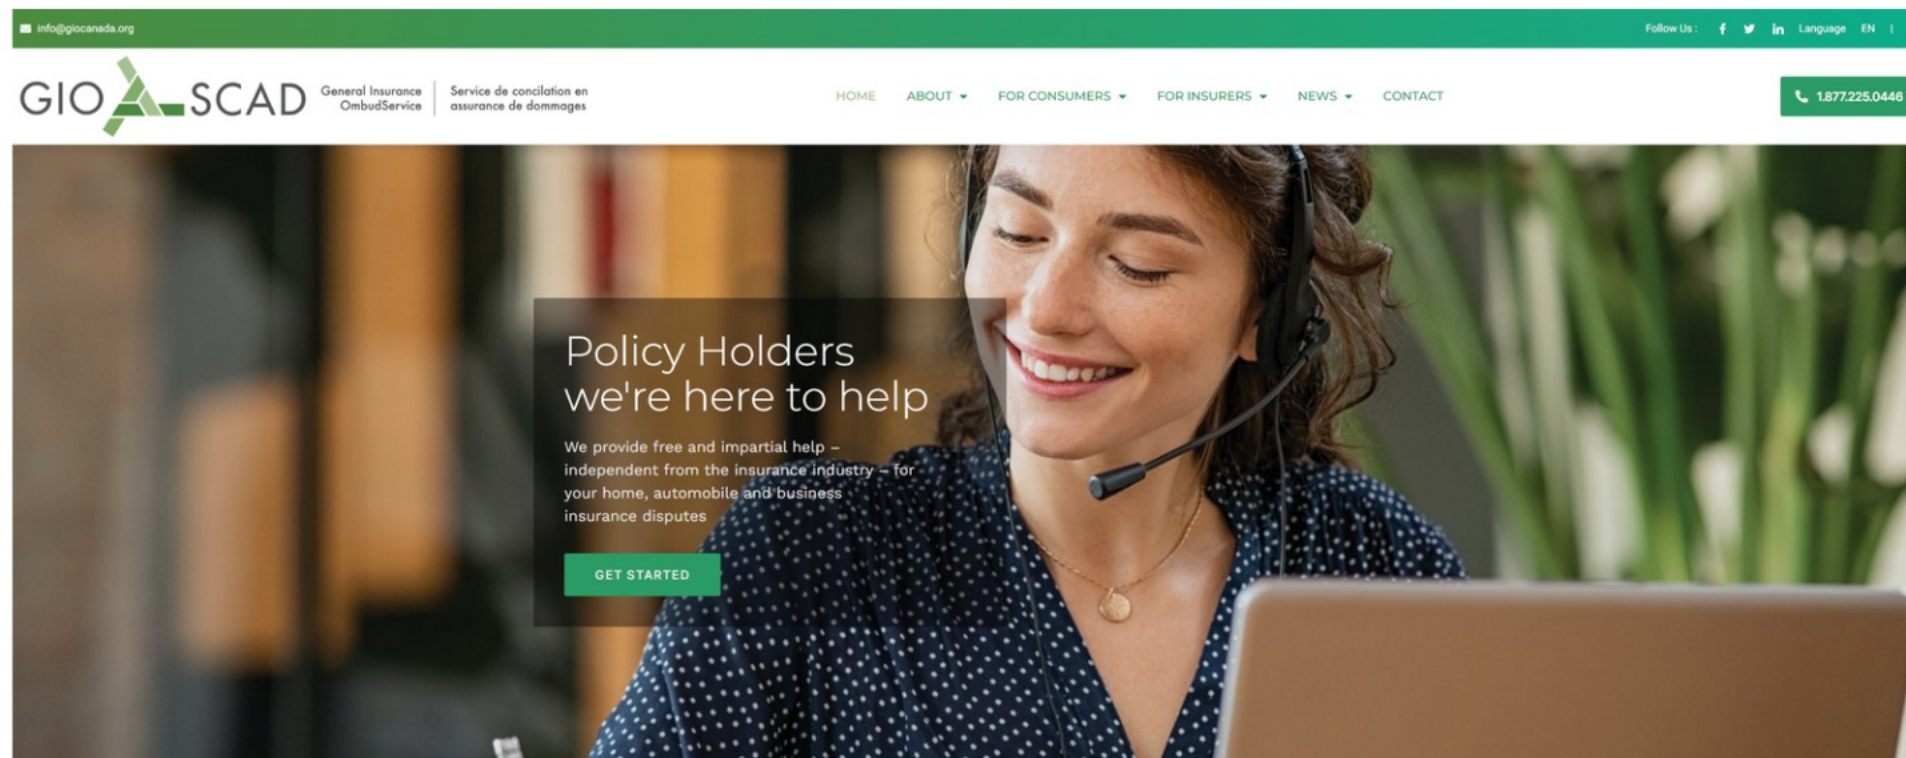 info@giocanada.org
Follow Us :
Language EN |
GIO SCAD
General Insurance
OmbudService
Service de concilation en
assurance de dommages
HOME ABOUT FOR CONSUMERS FOR INSURERS NEWS CONTACT
1.877.225.0446
Policy Holders
we're here to help
We provide free and impartial help –
independent from the insurance industry – for
your home, automobile and business
insurance disputes
GET STARTED